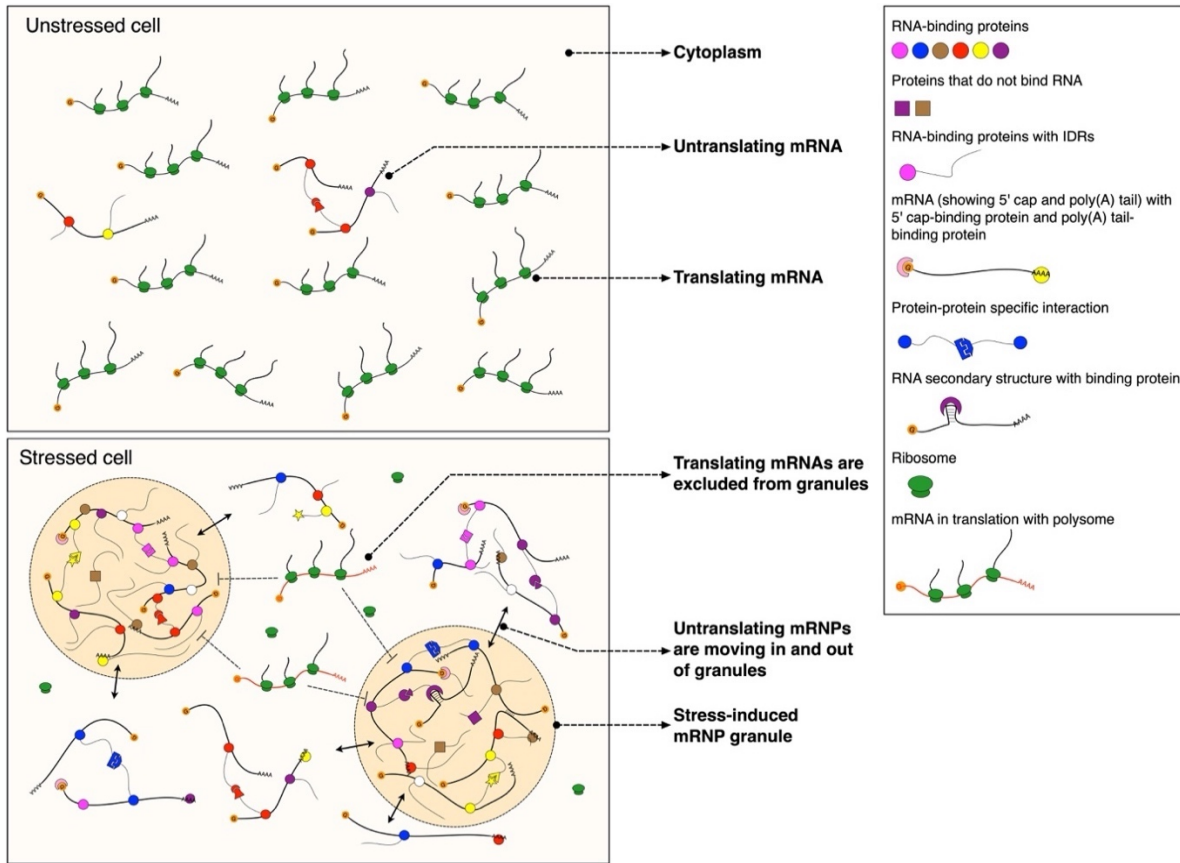 Unstressed cell
Cytoplasm
Untranslating mRNA
Translating mRNA
Stressed cell
Translating mRNAs are
excluded from granules
Untranslating mRNPs
are moving in and out
of granules
Stress-induced
mRNP granule
RNA-binding proteins
Proteins that do not bind RNA
RNA-binding proteins with IDRs
mRNA (showing 5' cap and poly(A) tail) with
5' cap-binding protein and poly(A) tail-
binding protein
G
AAAA
Protein-protein specific interaction
RNA secondary structure with binding protein
G
AAAA
Ribosome
mRNA in translation with polysome
G
AAAA